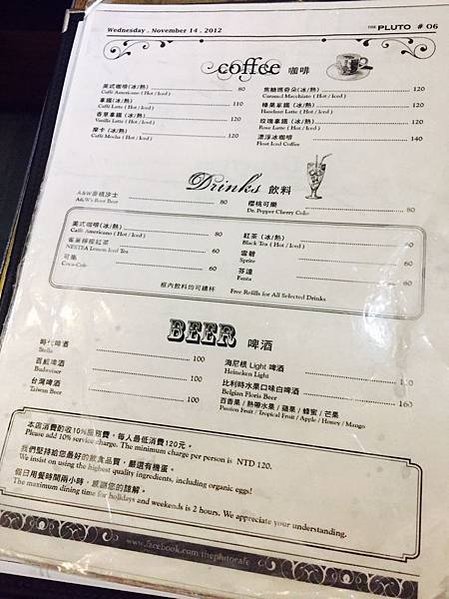 Wednesday . November 14 . 2012
THE PLUTO # 06
coffee 咖啡
美式咖啡(冰/熱) 80
Caffè Americano ( Hot / Iced )
拿鐵(冰/熱) 110
Caffè Latte ( Hot / Iced )
香草拿鐵 (冰/熱) 120
Vanilla Latte ( Hot / Iced )
摩卡 (冰/熱) 120
Caffè Mocha ( Hot / Iced )
焦糖瑪奇朵(冰/熱) 120
Caramel Macchiato ( Hot / Iced )
榛果拿鐵 (冰/熱) 120
Hazelnut Latte ( Hot / Iced )
玫瑰拿鐵 (冰/熱) 120
Rose Latte ( Hot / Iced )
漂浮冰咖啡 140
Float Iced Coffee
Drinks 飲料
A&W麥根沙士 80
A&W's Root Beer
櫻桃可樂 80
Dr. Pepper Cherry Coke
美式咖啡(冰/熱) 80
Caffè Americano ( Hot / Iced )
雀巢檸檬紅茶 60
NESTEA Lemon Iced Tea
可樂 60
Coca-Cola
紅茶 (冰/熱) 60
Black Tea ( Hot / Iced )
雪碧 60
Sprite
芬達 60
Fanta
框內飲料均可續杯 Free Refills for All Selected Drinks
BEER 啤酒
時代啤酒 100
Stella
百威啤酒 100
Budweiser
台灣啤酒 100
Taiwan Beer
海尼根 Light 啤酒 100
Heineken Light
比利時水果口味白啤酒 160
Belgian Floris Beer
百香果 / 熱帶水果 / 蘋果 / 蜂蜜 / 芒果
Passion Fruit / Tropical Fruit / Apple / Honey / Mango
本店消費酌收10%服務費，每人最低消費120元。
Please add 10% service charge. The minimum charge per person is NTD 120.
我們堅持給您最好的飲食品質，嚴選有機蛋。
We insist on using the highest quality ingredients, including organic eggs!
假日用餐時間兩小時，感謝您的諒解。
The maximum dining time for holidays and weekends is 2 hours. We appreciate your understanding.
www.facebook.com/theplutocafe